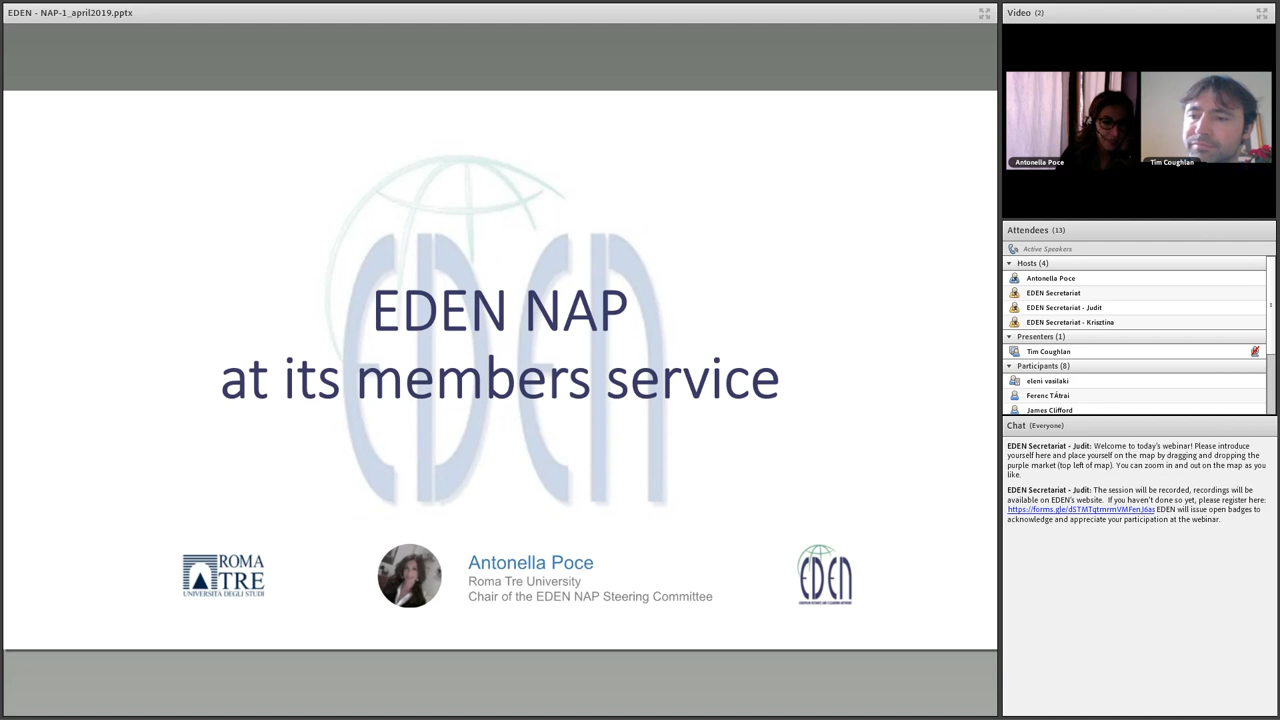 EDEN - NAP-1_april2019.pptx
EDEN
EDEN NAP
at its members service
ROMA
TRE
UNIVERSITÀ DEGLI STUDI
Antonella Poce
Roma Tre University
Chair of the EDEN NAP Steering Committee
EDEN
Video (2)
Antonella Poce
Tim Coughlan
Attendees (13)
Active Speakers
Hosts (4)
Antonella Poce
EDEN Secretariat
EDEN Secretariat - Judit
EDEN Secretariat - Krisztina
Presenters (1)
Tim Coughlan
Participants (8)
eleni vasilaki
Ferenc TÁtrai
James Clifford
Chat (Everyone)
EDEN Secretariat - Judit: Welcome to today's webinar! Please introduce
yourself here and place yourself on the map by dragging and dropping the
purple market (top left of map). You can zoom in and out on the map as you
like.
EDEN Secretariat - Judit: The session will be recorded, recordings will be
available on EDEN's website. If you haven't done so yet, please register here:
https://forms.gle/dSTMTqtmrmVMFenJ6as EDEN will issue open badges to
acknowledge and appreciate your participation at the webinar.